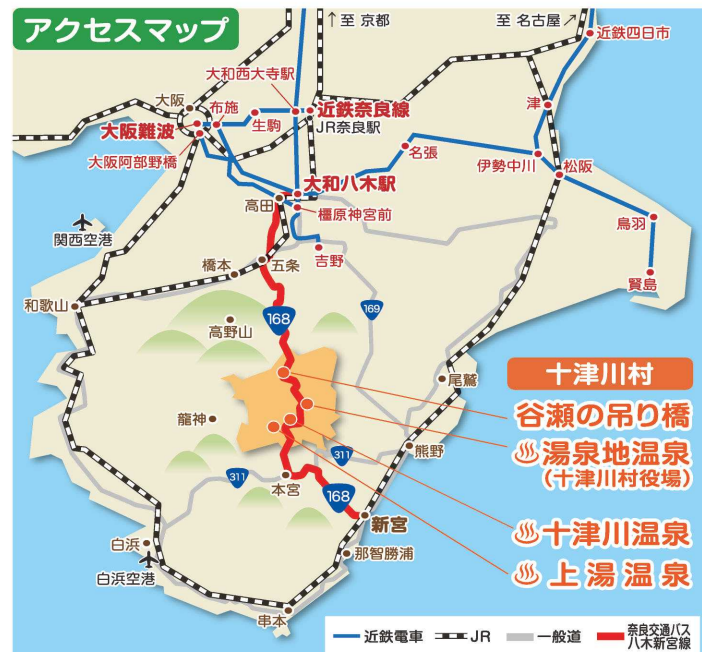 アクセスマップ
↑至 京都
至 名古屋↗
近鉄四日市
大和西大寺駅
大阪
布施
近鉄奈良線
津
大阪難波
生駒
JR奈良駅
大阪阿部野橋
名張
伊勢中川
松阪
大和八木駅
高田
橿原神宮前
鳥羽
関西空港
吉野
五条
橋本
賢島
和歌山
168
169
高野山
十津川村
尾鷲
谷瀬の吊り橋
龍神
湯泉地温泉
(十津川村役場)
熊野
311
311
本宮
168
新宮
十津川温泉
白浜
那智勝浦
上湯温泉
白浜空港
串本
近鉄電車
JR
一般道
奈良交通バス
八木新宮線